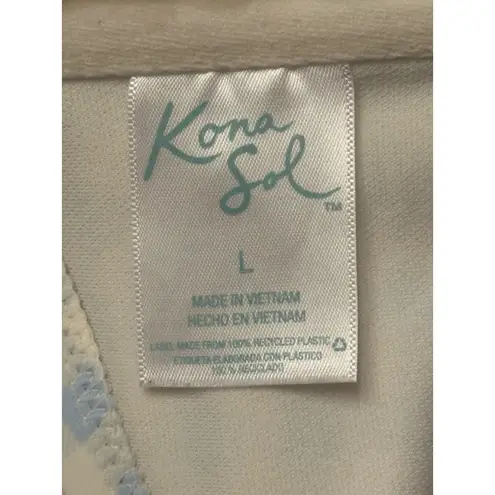 Kona
Sol
TM
L
MADE IN VIETNAM
HECHO EN VIETNAM
LABEL MADE FROM 100% RECYCLED PLASTIC
ETIQUETA ELABORADA CON PLÁSTICO
100 % RECICLADO